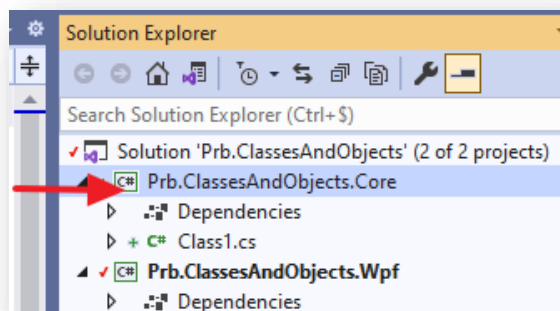 Solution Explorer
Search Solution Explorer (Ctrl+$)
Solution 'Prb.ClassesAndObjects' (2 of 2 projects)
C# Prb.ClassesAndObjects.Core
Dependencies
+ C# Class1.cs
C# Prb.ClassesAndObjects.Wpf
Dependencies